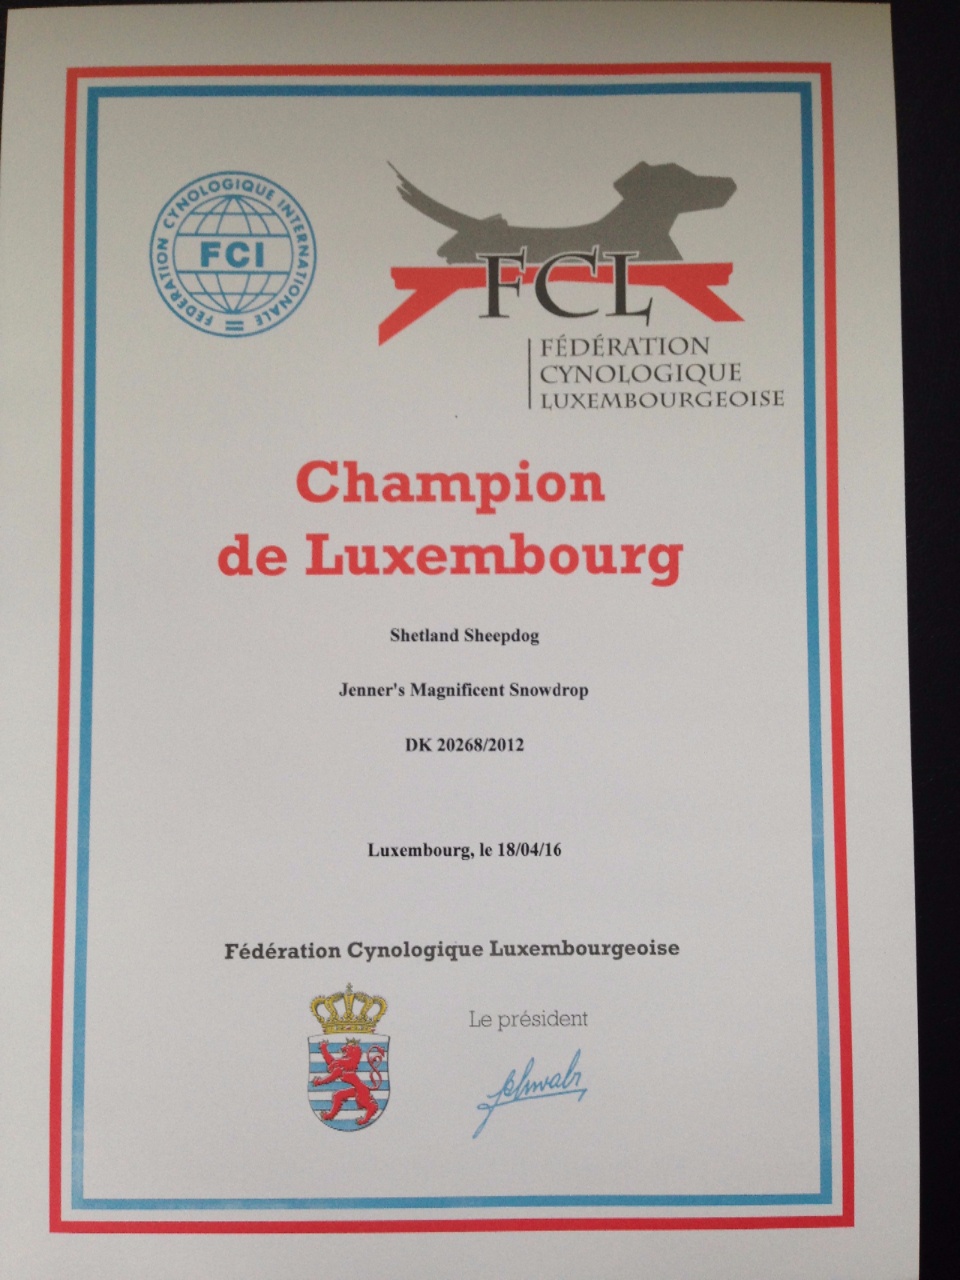 FEDERATION CYNOLOGIQUE INTERNATIONALE
FCI
FCL
FÉDÉRATION
CYNOLOGIQUE
LUXEMBOURGEOISE
Champion
de Luxembourg
Shetland Sheepdog
Jenner's Magnificent Snowdrop
DK 20268/2012
Luxembourg, le 18/04/16
Fédération Cynologique Luxembourgeoise
Le président